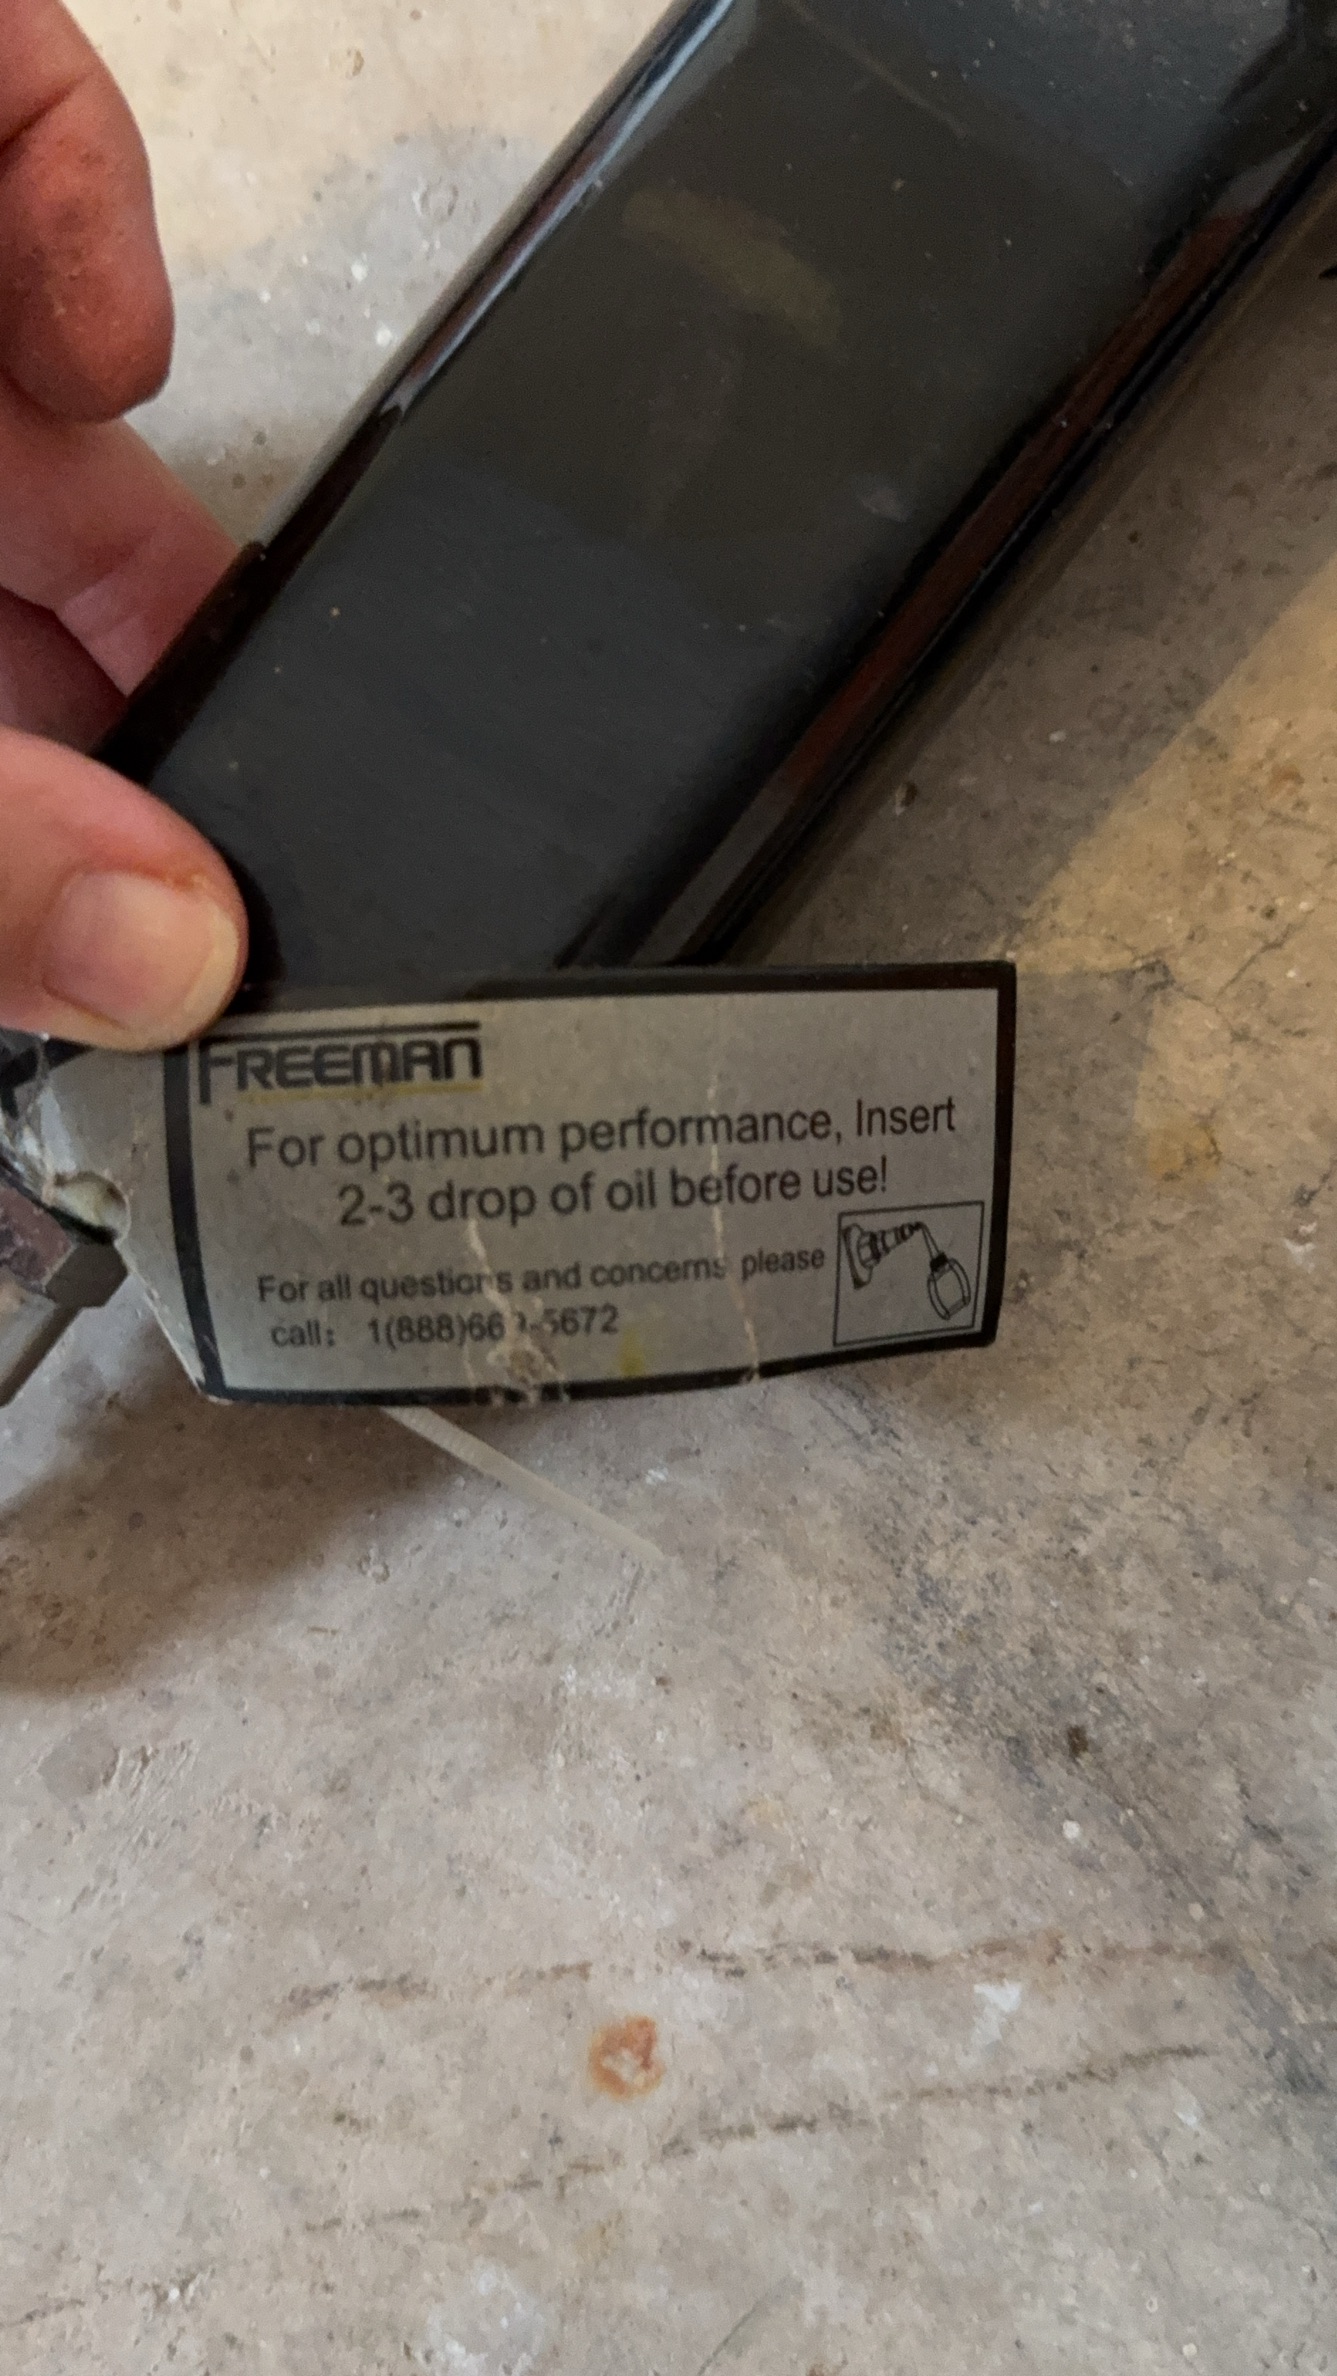 FREEMAN
For optimum performance, Insert
2-3 drop of oil before use!
For all questions and concerns please
call: